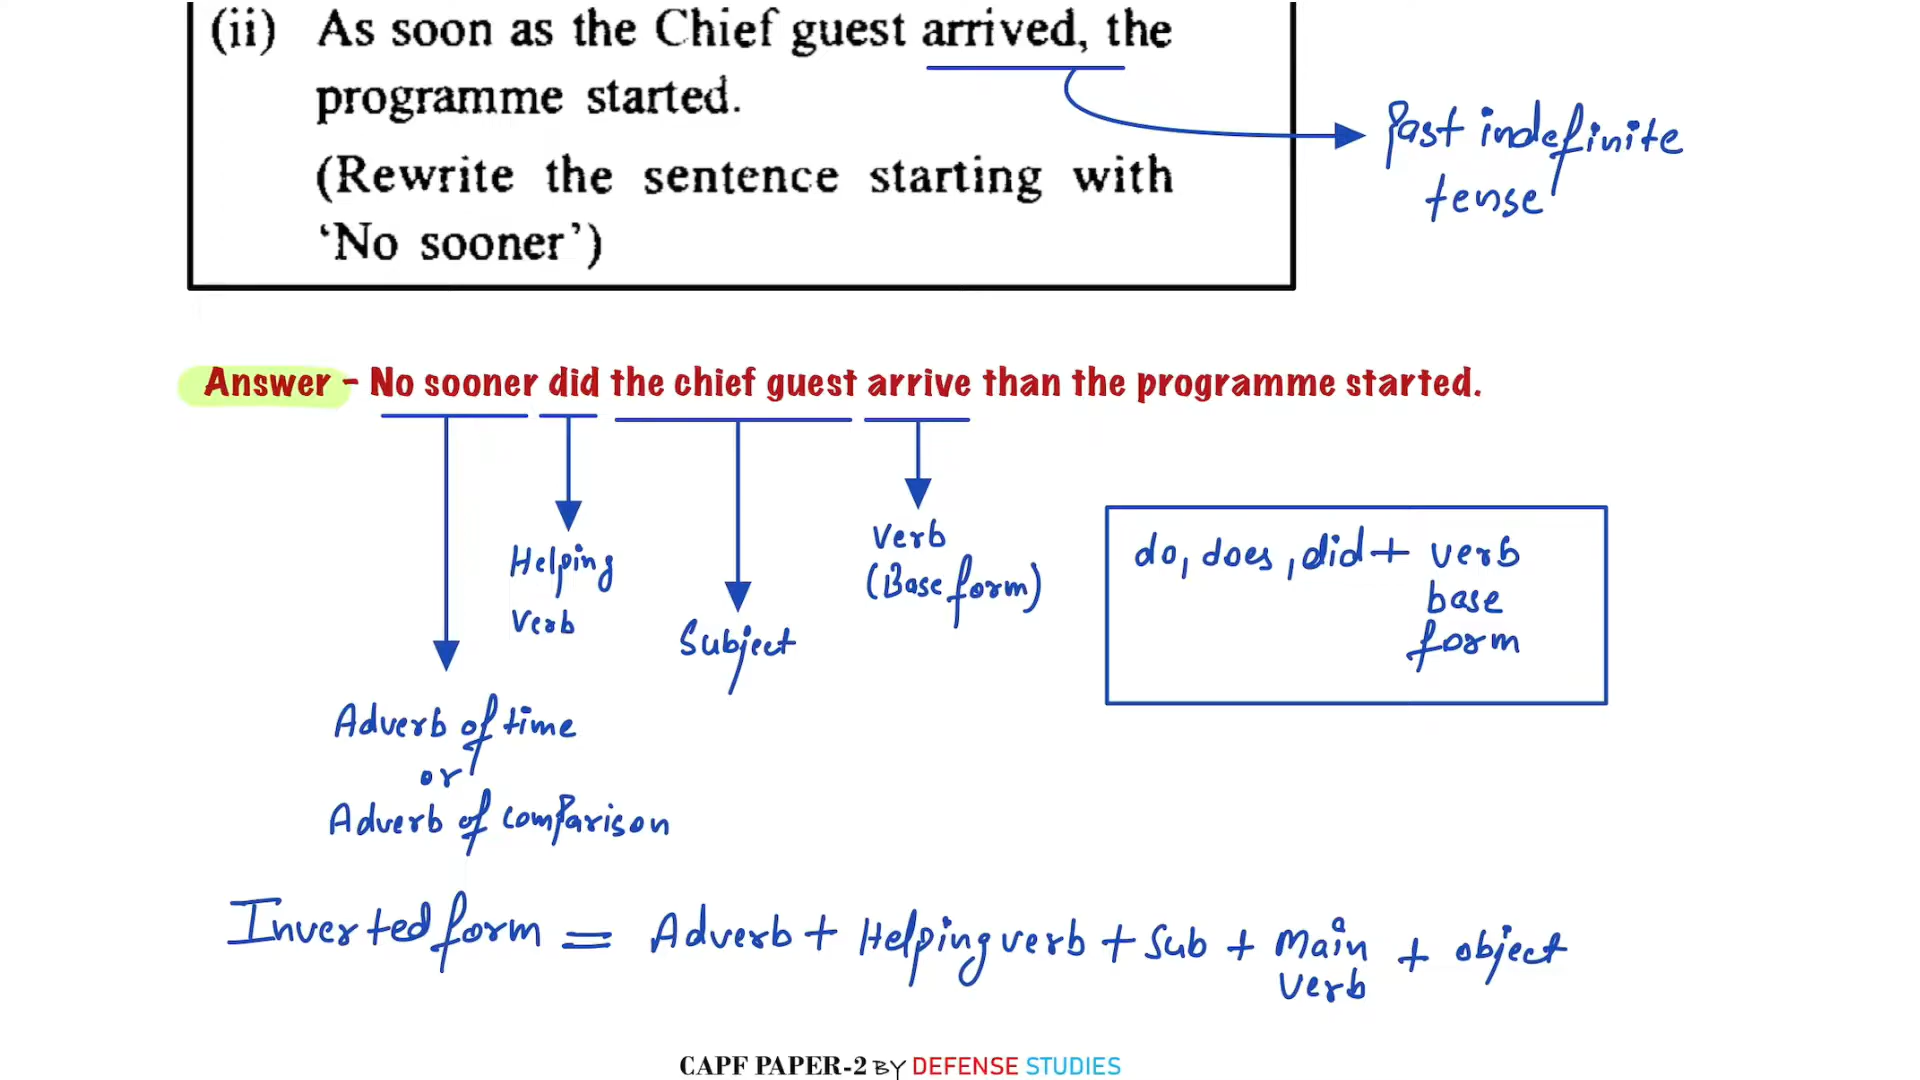 (ii) As soon as the Chief guest arrived, the
programme started.
(Rewrite the sentence starting with
‘No sooner’)
Past indefinite
tense
Answer - No sooner did the chief guest arrive than the programme started.
Helping
verb
Subject
Verb
(Base form)
do, does, did + verb
base
form
Adverb of time
or
Adverb of comparison
Inverted form = Adverb + Helping verb + Sub + Main + object
verb
CAPF PAPER-2 BY DEFENSE STUDIES